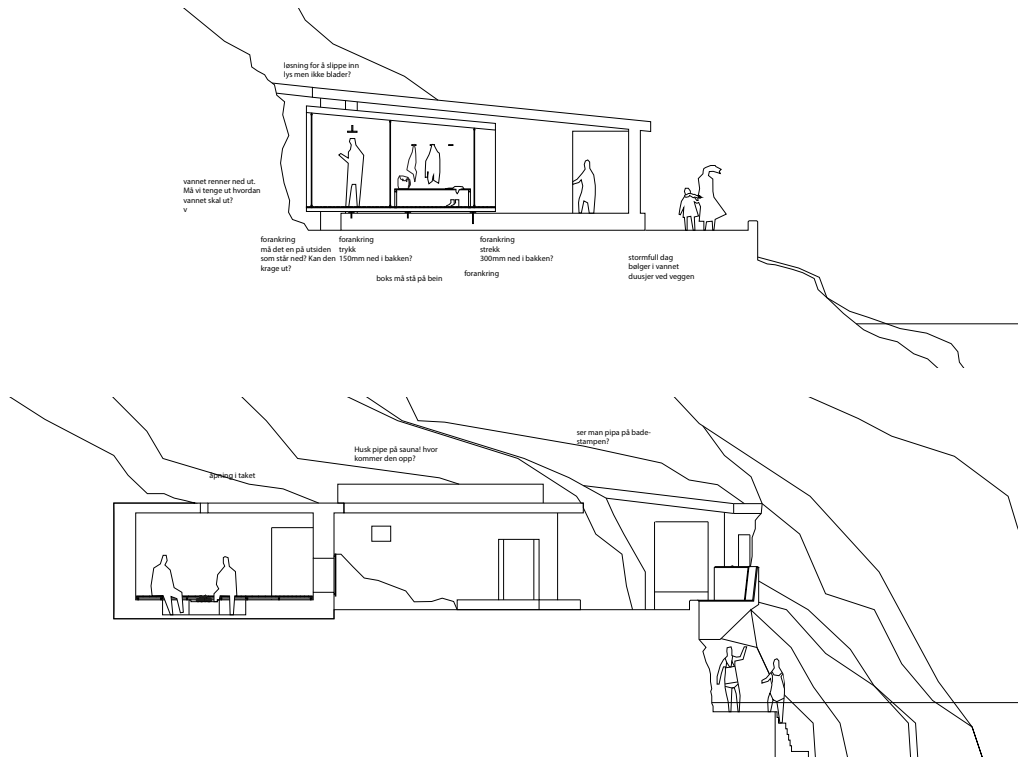 løsning for å slippe inn
lys men ikke blader?
vannet renner ned ut.
Må vi tenge ut hvordan
vannet skal ut?
v
forankring
må det en på utsiden
som står ned? Kan den
krage ut?
forankring
trykk
150mm ned i bakken?
boks må stå på bein
forankring
strekk
300mm ned i bakken?
forankring
stormfull dag
bølger i vannet
duusjer ved veggen
åpning i taket
Husk pipe på sauna! hvor
kommer den opp?
ser man pipa på bade-
stampen?